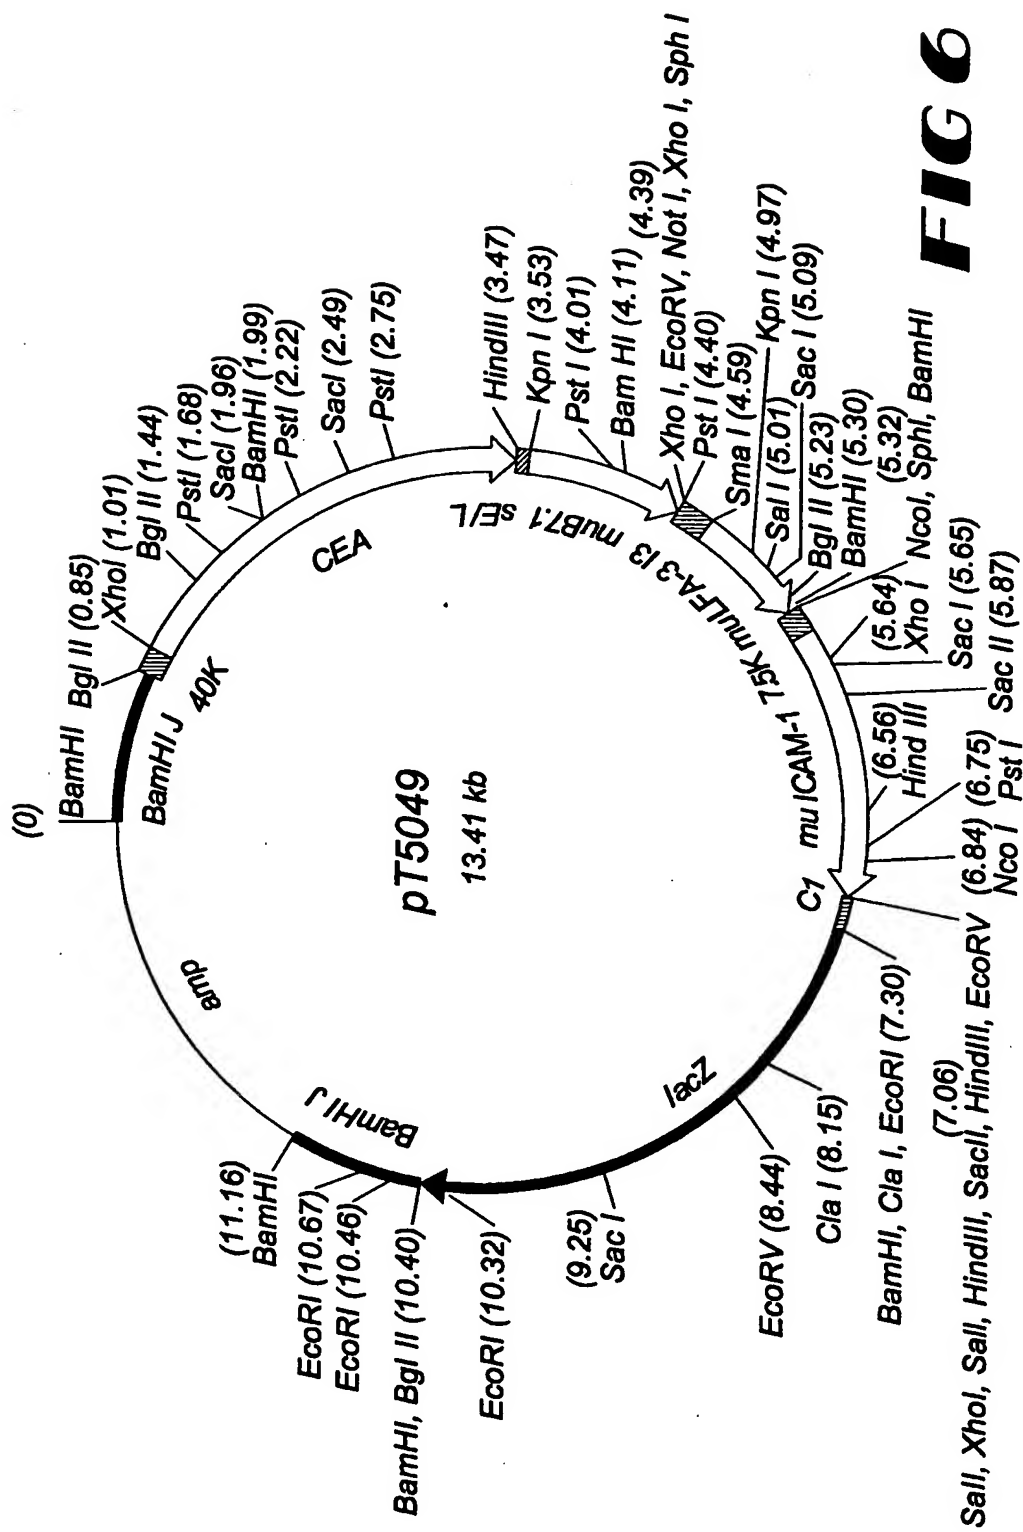 (0)
BamHI
Bgl II (0.85)
XhoI (1.01)
Bgl II (1.44)
PstI (1.68)
SacI (1.96)
BamHI (1.99)
PstI (2.22)
SacI (2.49)
PstI (2.75)
HindIII (3.47)
Kpn I (3.53)
Pst I (4.01)
Bam HI (4.11)
(4.39)
Xho I, EcoRV, Not I, Xho I, Sph I
Pst I (4.40)
Sma I (4.59)
Kpn I (4.97)
Sal I (5.01)
Sac I (5.09)
Bgl II (5.23)
BamHI (5.30)
(5.32)
NcoI, SphI, BamHI
(5.64)
Xho I
Sac I (5.65)
Sac II (5.87)
(6.56)
Hind III
(6.75)
Pst I
(6.84)
Nco I
(7.06)
SalI, XhoI, SalI, HindIII, SacII, HindIII, EcoRV
BamHI, Cla I, EcoRI (7.30)
Cla I (8.15)
EcoRV (8.44)
(9.25)
Sac I
EcoRI (10.32)
BamHI, Bgl II (10.40)
EcoRI (10.46)
EcoRI (10.67)
(11.16)
BamHI
BamHI J
40K
CEA
sE/L
muB7.1
I3
muLFA-3
7.5K
muICAM-1
C1
lacZ
BamHI J
amp
pT5049
13.41 kb
FIG 6